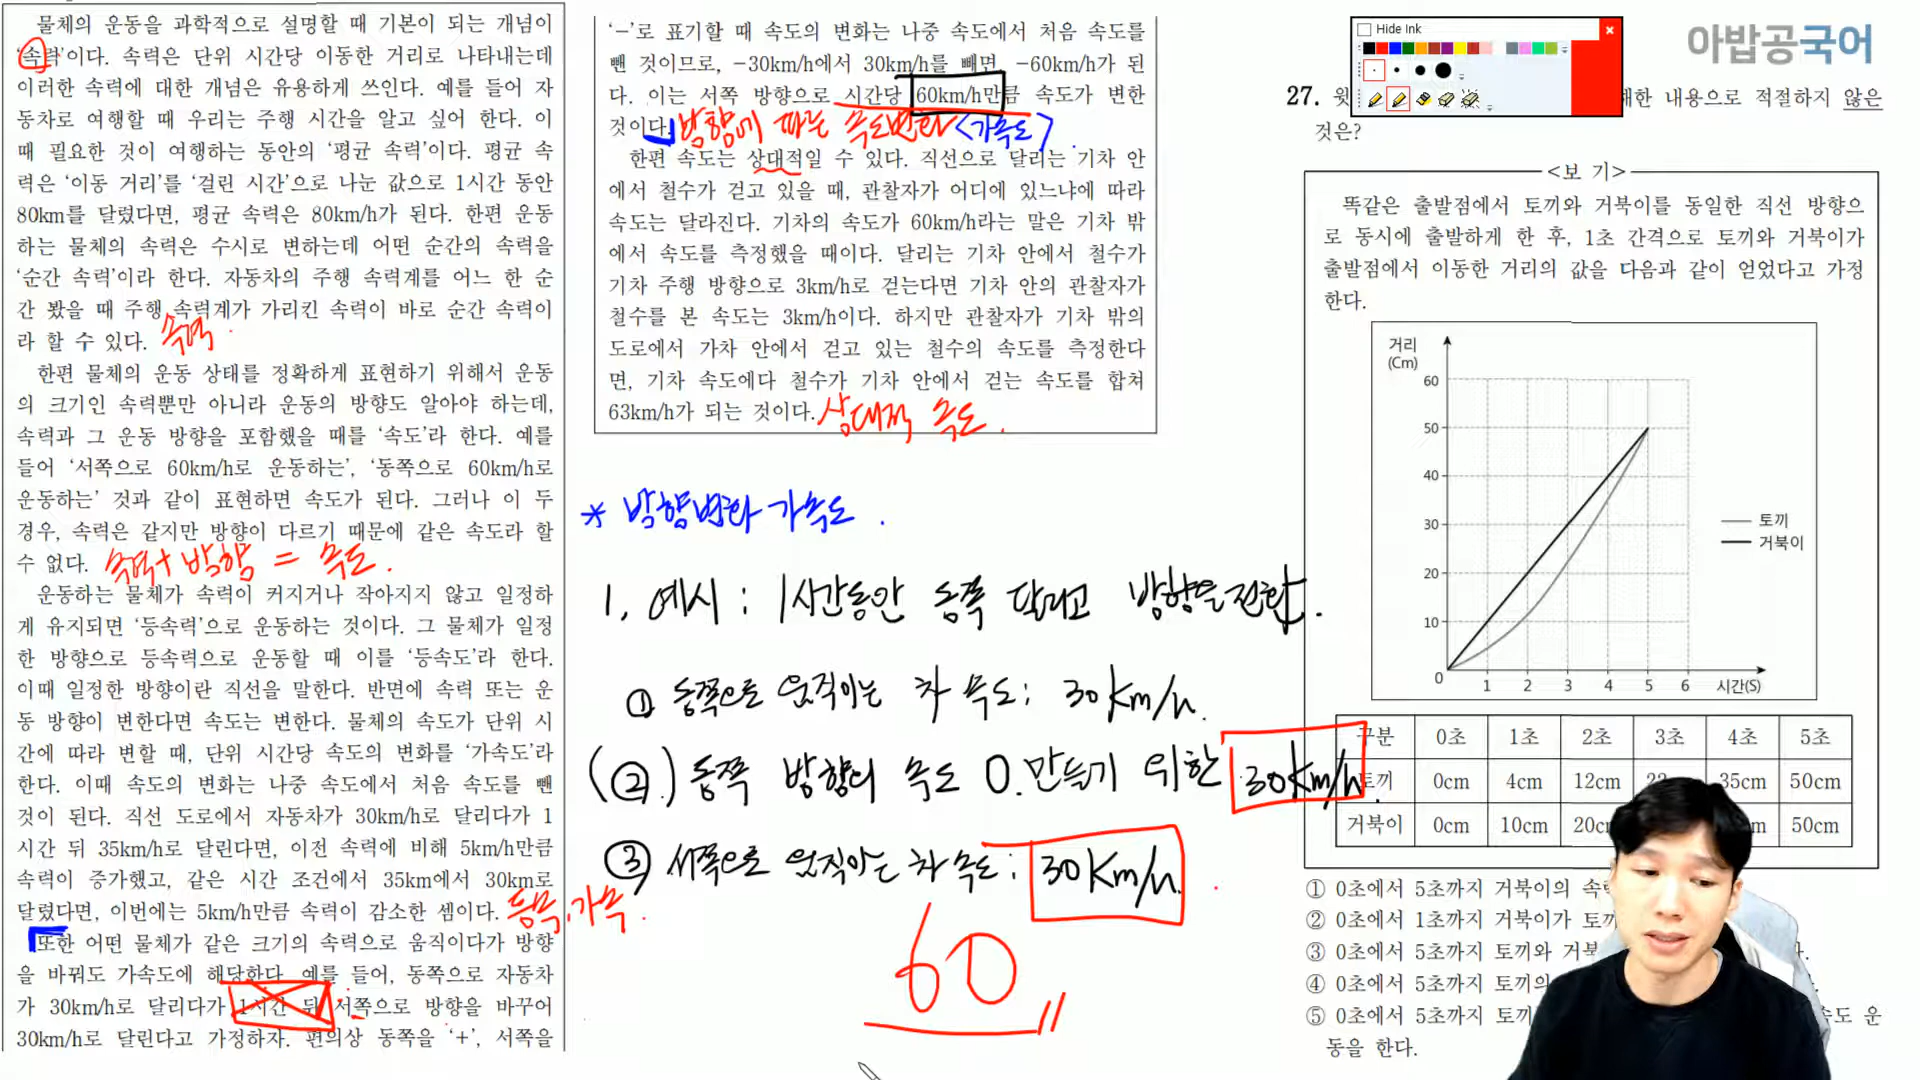 물체의 운동을 과학적으로 설명할 때 기본이 되는 개념이
'속력'이다. 속력은 단위 시간당 이동한 거리로 나타내는데
이러한 속력에 대한 개념은 유용하게 쓰인다. 예를 들어 자
동차로 여행할 때 우리는 주행 시간을 알고 싶어 한다. 이
때 필요한 것이 여행하는 동안의 '평균 속력'이다. 평균 속
력은 '이동 거리'를 '걸린 시간'으로 나눈 값으로 1시간 동안
80km를 달렸다면, 평균 속력은 80km/h가 된다. 한편 운동
하는 물체의 속력은 수시로 변하는데 어떤 순간의 속력을
'순간 속력'이라 한다. 자동차의 주행 속력계를 어느 한 순
간 봤을 때 주행 속력계가 가리킨 속력이 바로 순간 속력이
라 할 수 있다. 속력.
한편 물체의 운동 상태를 정확하게 표현하기 위해서 운동
의 크기인 속력뿐만 아니라 운동의 방향도 알아야 하는데,
속력과 그 운동 방향을 포함했을 때를 '속도'라 한다. 예를
들어 '서쪽으로 60km/h로 운동하는', '동쪽으로 60km/h로
운동하는' 것과 같이 표현하면 속도가 된다. 그러나 이 두
경우, 속력은 같지만 방향이 다르기 때문에 같은 속도라 할
수 없다. 속력+방향 = 속도.
운동하는 물체가 속력이 커지거나 작아지지 않고 일정하
게 유지되면 '등속력'으로 운동하는 것이다. 그 물체가 일정
한 방향으로 등속력으로 운동할 때 이를 '등속도'라 한다.
이때 일정한 방향이란 직선을 말한다. 반면에 속력 또는 운
동 방향이 변한다면 속도는 변한다. 물체의 속도가 단위 시
간에 따라 변할 때, 단위 시간당 속도의 변화를 '가속도'라
한다. 이때 속도의 변화는 나중 속도에서 처음 속도를 뺀
것이 된다. 직선 도로에서 자동차가 30km/h로 달리다가 1
시간 뒤 35km/h로 달린다면, 이전 속력에 비해 5km/h만큼
속력이 증가했고, 같은 시간 조건에서 35km에서 30km로
달렸다면, 이번에는 5km/h만큼 속력이 감소한 셈이다. 등속, 가속.
또한 어떤 물체가 같은 크기의 속력으로 움직이다가 방향
을 바꿔도 가속도에 해당한다. 예를 들어, 동쪽으로 자동차
가 30km/h로 달리다가 1시간 뒤 서쪽으로 방향을 바꾸어
30km/h로 달린다고 가정하자. 편의상 동쪽을 '+', 서쪽을
'−'로 표기할 때 속도의 변화는 나중 속도에서 처음 속도를
뺀 것이므로, −30km/h에서 30km/h를 빼면, −60km/h가 된
다. 이는 서쪽 방향으로 시간당 60km/h만큼 속도가 변한
것이다. 방향에 따른 속도변화<가속도>.
한편 속도는 상대적일 수 있다. 직선으로 달리는 기차 안
에서 철수가 걷고 있을 때, 관찰자가 어디에 있느냐에 따라
속도는 달라진다. 기차의 속도가 60km/h라는 말은 기차 밖
에서 속도를 측정했을 때이다. 달리는 기차 안에서 철수가
기차 주행 방향으로 3km/h로 걷는다면 기차 안의 관찰자가
철수를 본 속도는 3km/h이다. 하지만 관찰자가 기차 밖의
도로에서 가차 안에서 걷고 있는 철수의 속도를 측정한다
면, 기차 속도에다 철수가 기차 안에서 걷는 속도를 합쳐
63km/h가 되는 것이다. 상대적 속도.
* 방향변화 가속도.
1. 예시 : 1시간동안 동쪽 달리고 방향을 전환.
① 동쪽으로 움직이는 차 속도: 30km/h.
(②.) 동쪽 방향의 속도 0.만들기 위한 30km/h.
③ 서쪽으로 움직이는 차 속도: 30km/h.
60
Hide Ink
아밥공국어
27. 윗 해한 내용으로 적절하지 않은
것은?
<보 기>
똑같은 출발점에서 토끼와 거북이를 동일한 직선 방향으
로 동시에 출발하게 한 후, 1초 간격으로 토끼와 거북이가
출발점에서 이동한 거리의 값을 다음과 같이 얻었다고 가정
한다.
거리
(Cm)
60
50
40
30
20
10
0 1 2 3 4 5 6 시간(S)
토끼
거북이
구분 0초 1초 2초 3초 4초 5초
토끼 0cm 4cm 12cm 35cm 50cm
거북이 0cm 10cm 50cm
① 0초에서 5초까지 거북이의 속
② 0초에서 1초까지 거북이가 토
③ 0초에서 5초까지 토끼와 거북
④ 0초에서 5초까지 토끼의
⑤ 0초에서 5초까지 토끼 속도 운
동을 한다.